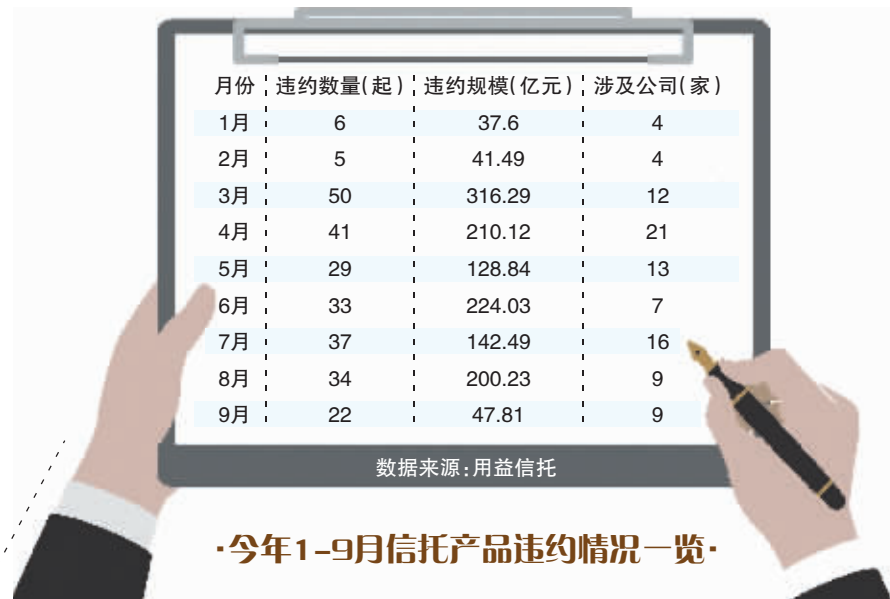 月份 违约数量(起) 违约规模(亿元) 涉及公司(家)
1月 6 37.6 4
2月 5 41.49 4
3月 50 316.29 12
4月 41 210.12 21
5月 29 128.84 13
6月 33 224.03 7
7月 37 142.49 16
8月 34 200.23 9
9月 22 47.81 9
数据来源:用益信托
·今年1-9月信托产品违约情况一览·